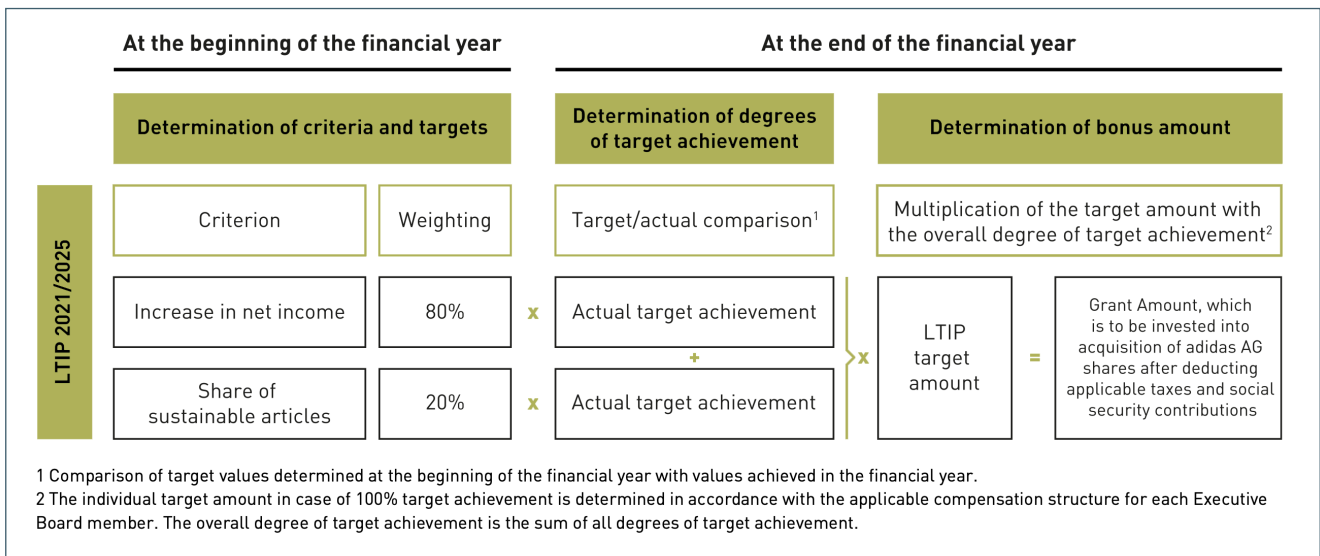 At the beginning of the financial year
At the end of the financial year
Determination of criteria and targets
Determination of degrees
of target achievement
Determination of bonus amount
LTIP 2021/2025
Criterion
Weighting
Target/actual comparison¹
Multiplication of the target amount with
the overall degree of target achievement²
Increase in net income
80%
x
Actual target achievement
+
Share of
sustainable articles
20%
x
Actual target achievement
x
LTIP
target
amount
=
Grant Amount, which
is to be invested into
acquisition of adidas AG
shares after deducting
applicable taxes and social
security contributions
1 Comparison of target values determined at the beginning of the financial year with values achieved in the financial year.
2 The individual target amount in case of 100% target achievement is determined in accordance with the applicable compensation structure for each Executive
Board member. The overall degree of target achievement is the sum of all degrees of target achievement.